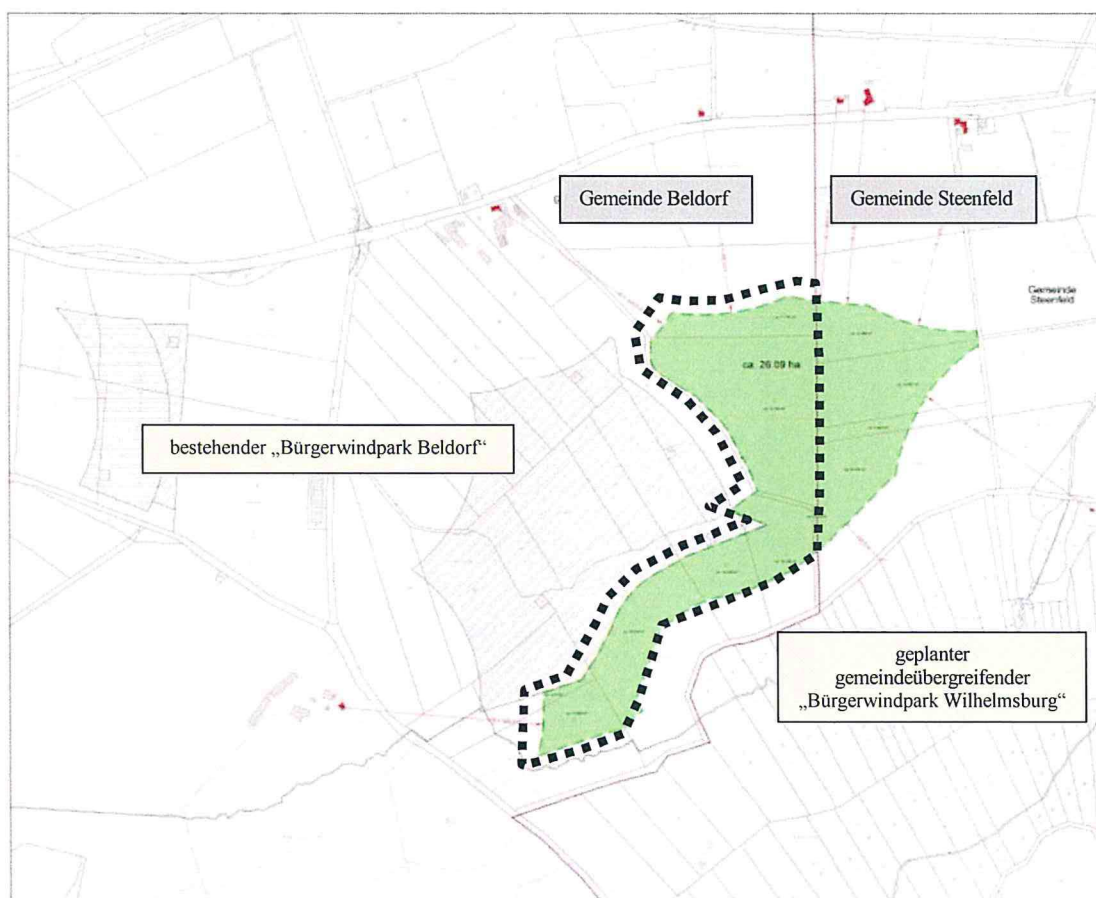 Gemeinde Beldorf
Gemeinde Steenfeld
Gemeinde
Steenfeld
ca. 26.09 ha
bestehender „Bürgerwindpark Beldorf“
geplanter
gemeindeübergreifender
„Bürgerwindpark Wilhelmsburg“